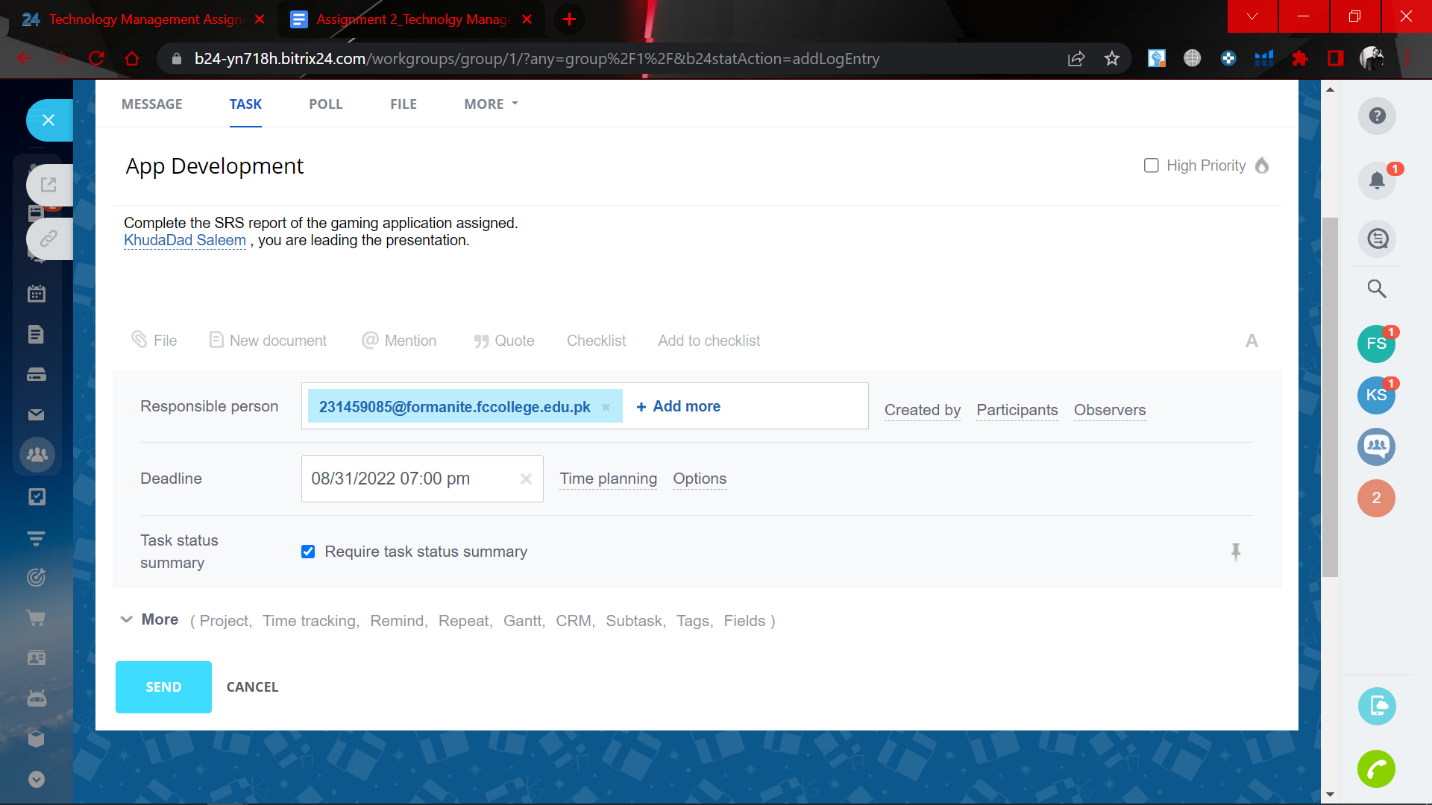 24 Technology Management Assign
Assignment 2_Technolgy Manage
b24-yn718h.bitrix24.com/workgroups/group/1/?any=group%2F1%2F&b24statAction=addLogEntry
MESSAGE TASK POLL FILE MORE
App Development
High Priority
Complete the SRS report of the gaming application assigned.
KhudaDad Saleem , you are leading the presentation.
File New document @ Mention Quote Checklist Add to checklist A
Responsible person 231459085@formanite.fccollege.edu.pk + Add more Created by Participants Observers
Deadline 08/31/2022 07:00 pm Time planning Options
Task status
summary
Require task status summary
More ( Project, Time tracking, Remind, Repeat, Gantt, CRM, Subtask, Tags, Fields )
SEND CANCEL
?
1
FS 1
KS 1
2